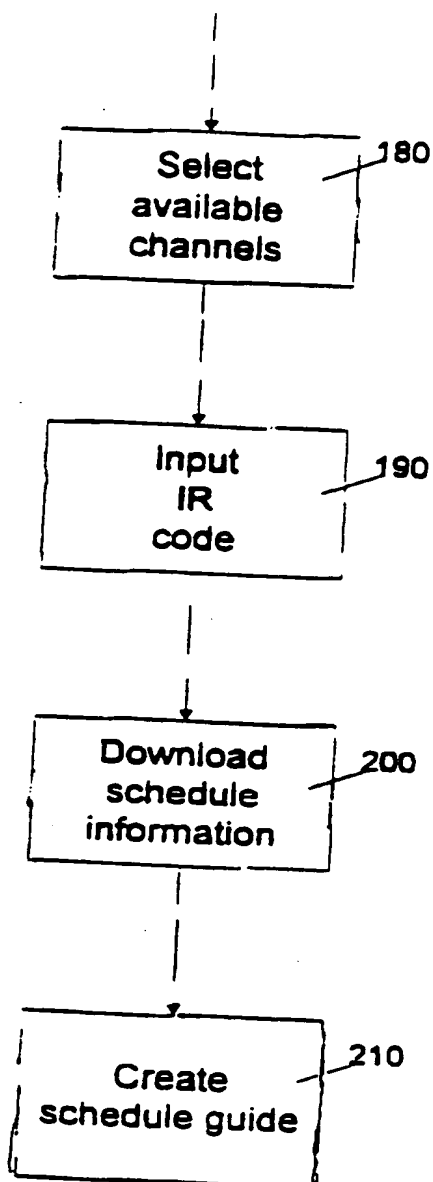 Select
available
channels
180
Input
IR
code
190
Download
schedule
information
200
Create
schedule guide
210